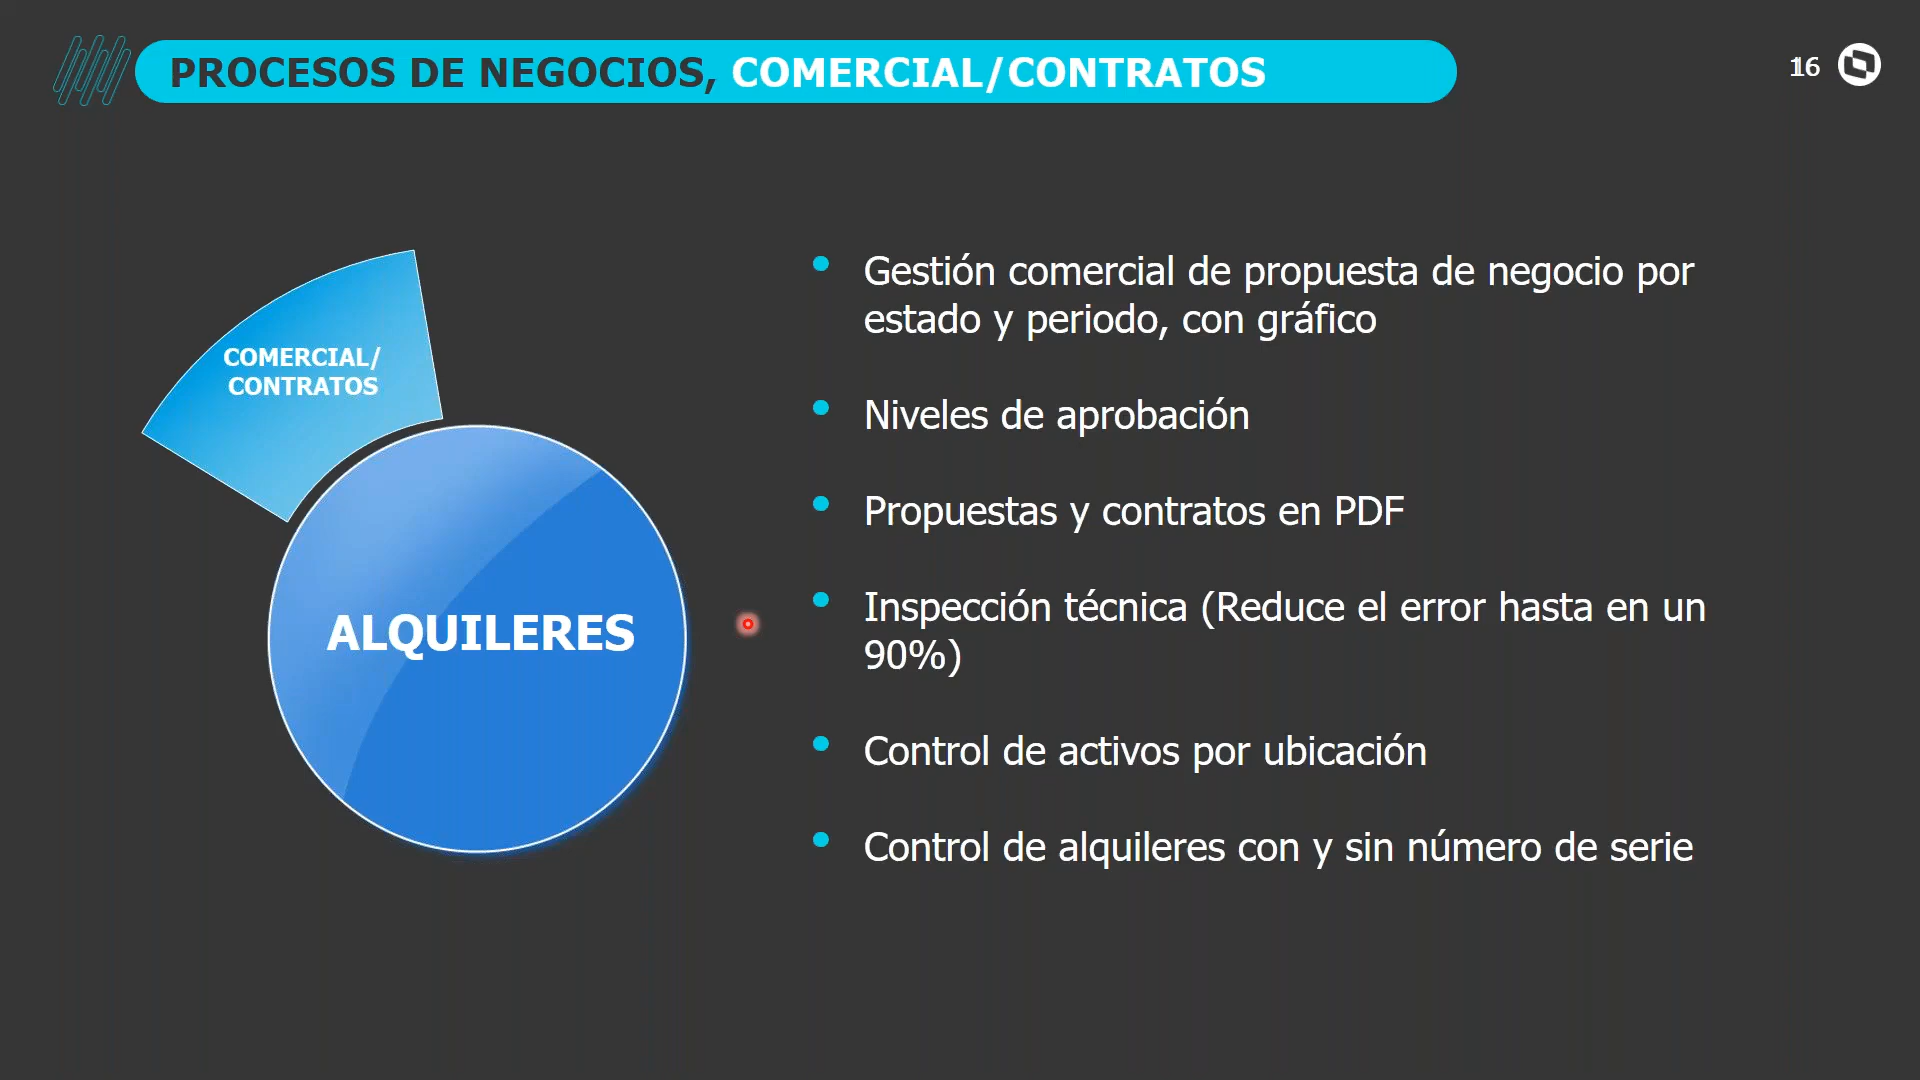 PROCESOS DE NEGOCIOS, COMERCIAL/CONTRATOS
16
COMERCIAL/
CONTRATOS
ALQUILERES
Gestión comercial de propuesta de negocio por
estado y periodo, con gráfico
Niveles de aprobación
Propuestas y contratos en PDF
Inspección técnica (Reduce el error hasta en un
90%)
Control de activos por ubicación
Control de alquileres con y sin número de serie